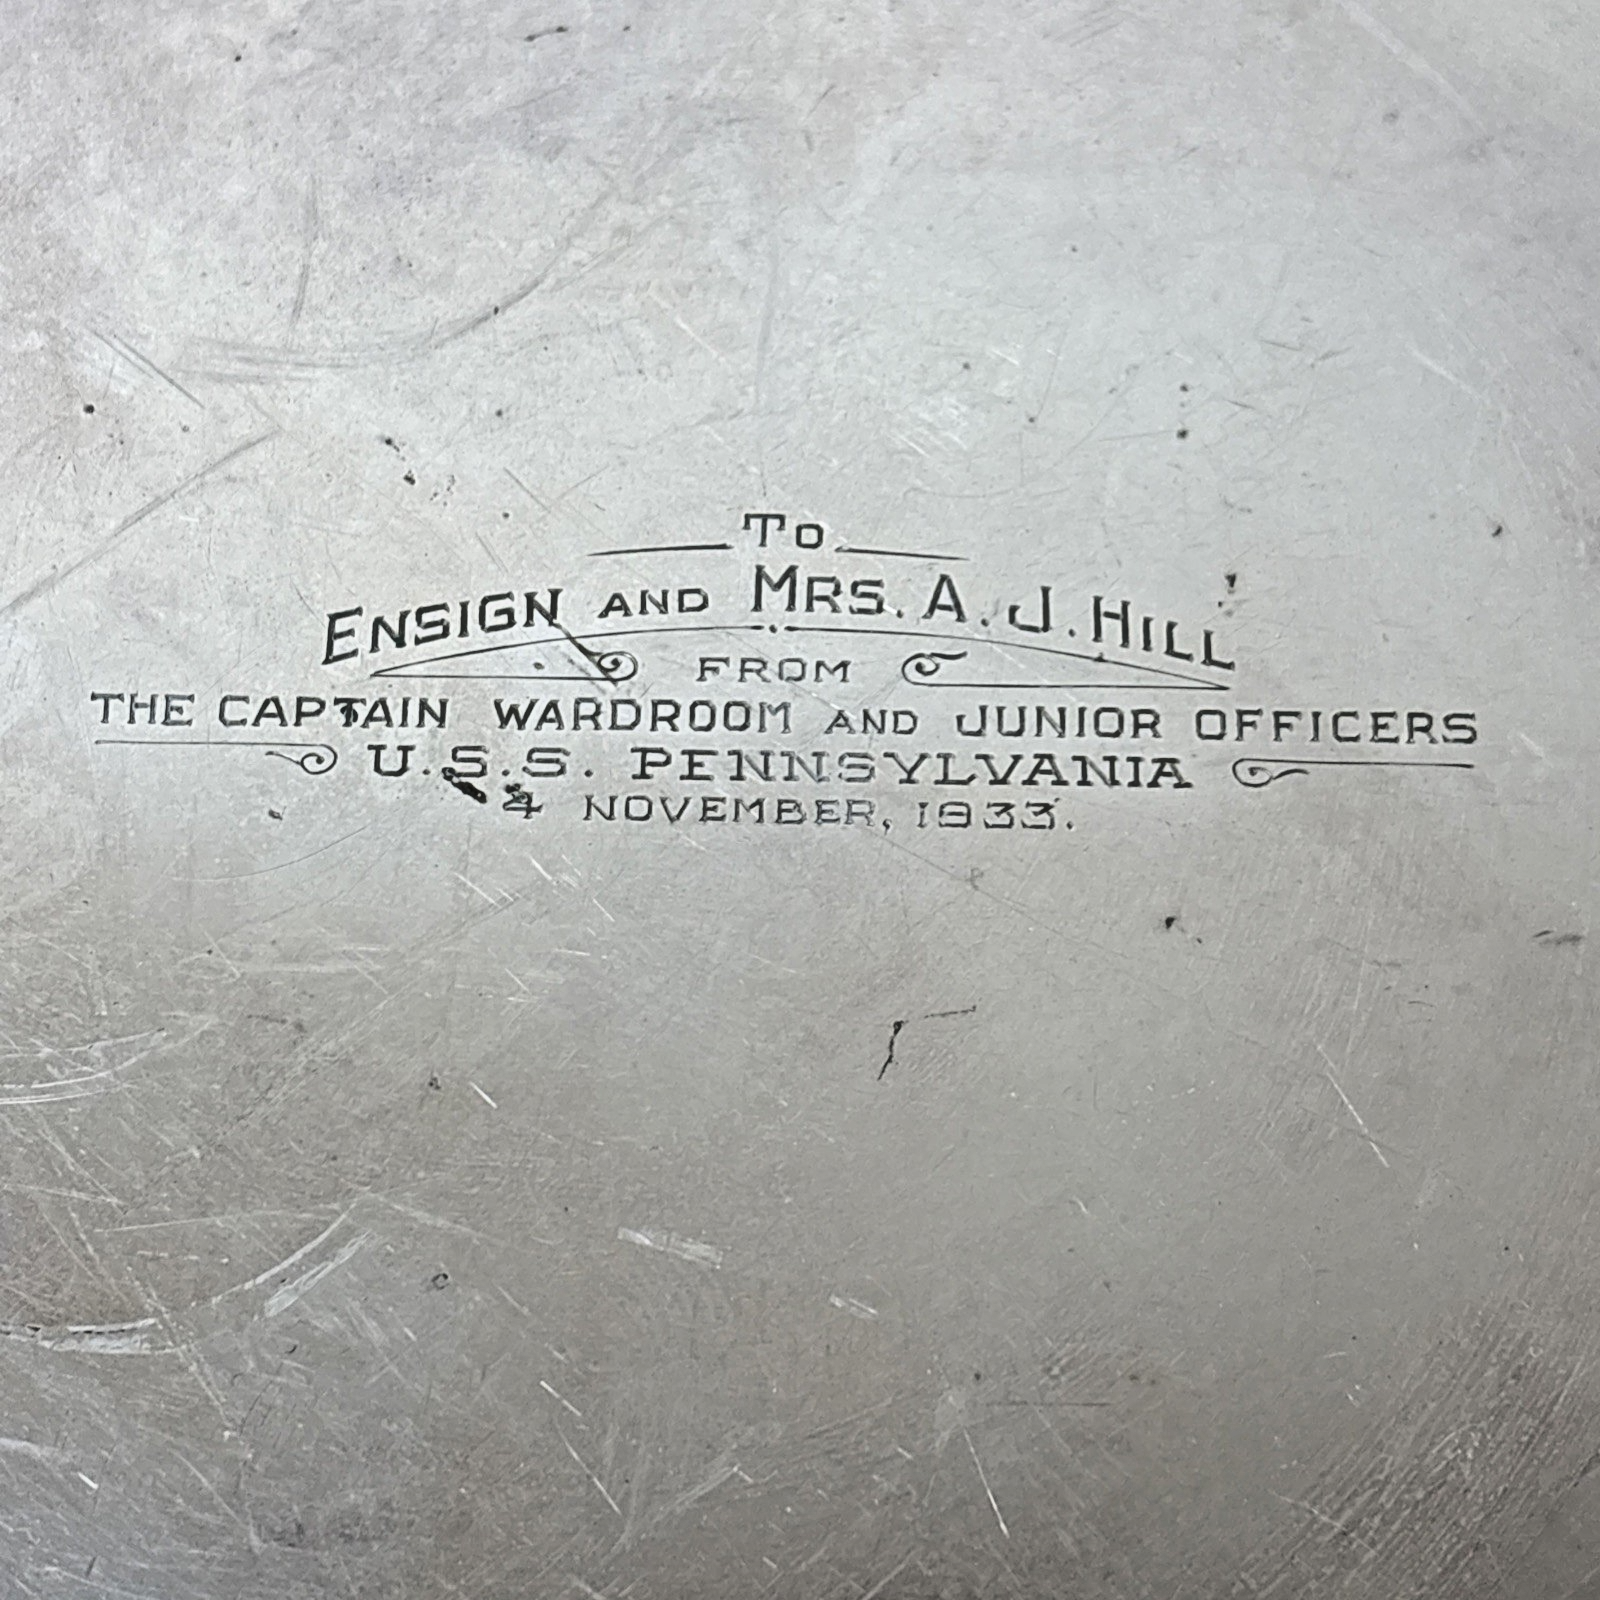 To
ENSIGN AND MRS. A. J. HILL
FROM
THE CAPTAIN WARDROOM AND JUNIOR OFFICERS
U.S.S. PENNSYLVANIA
4 NOVEMBER, 1933.